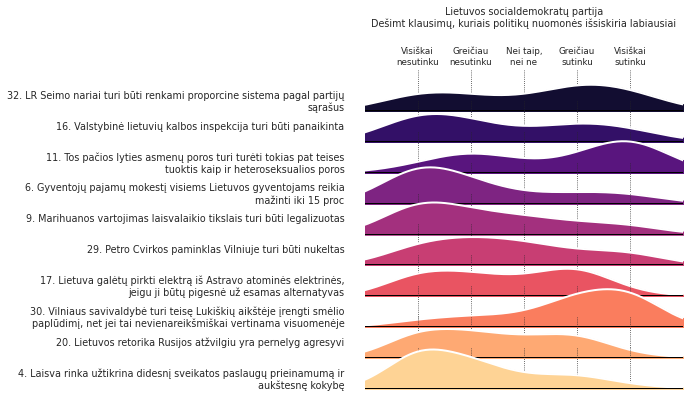 Lietuvos socialdemokratų partija
Dešimt klausimų, kuriais politikų nuomonės išsiskiria labiausiai
Visiškai nesutinku
Greičiau nesutinku
Nei taip, nei ne
Greičiau sutinku
Visiškai sutinku
32. LR Seimo nariai turi būti renkami proporcine sistema pagal partijų
sąrašus
16. Valstybinė lietuvių kalbos inspekcija turi būti panaikinta
11. Tos pačios lyties asmenų poros turi turėti tokias pat teises
tuoktis kaip ir heteroseksualios poros
6. Gyventojų pajamų mokestį visiems Lietuvos gyventojams reikia
mažinti iki 15 proc
9. Marihuanos vartojimas laisvalaikio tikslais turi būti legalizuotas
29. Petro Cvirkos paminklas Vilniuje turi būti nukeltas
17. Lietuva galėtų pirkti elektrą iš Astravo atominės elektrinės,
jeigu ji būtų pigesnė už esamas alternatyvas
30. Vilniaus savivaldybė turi teisę Lukiškių aikštėje įrengti smėlio
paplūdimį, net jei tai nevienareikšmiškai vertinama visuomenėje
20. Lietuvos retorika Rusijos atžvilgiu yra pernelyg agresyvi
4. Laisva rinka užtikrina didesnį sveikatos paslaugų prieinamumą ir
aukštesnę kokybę